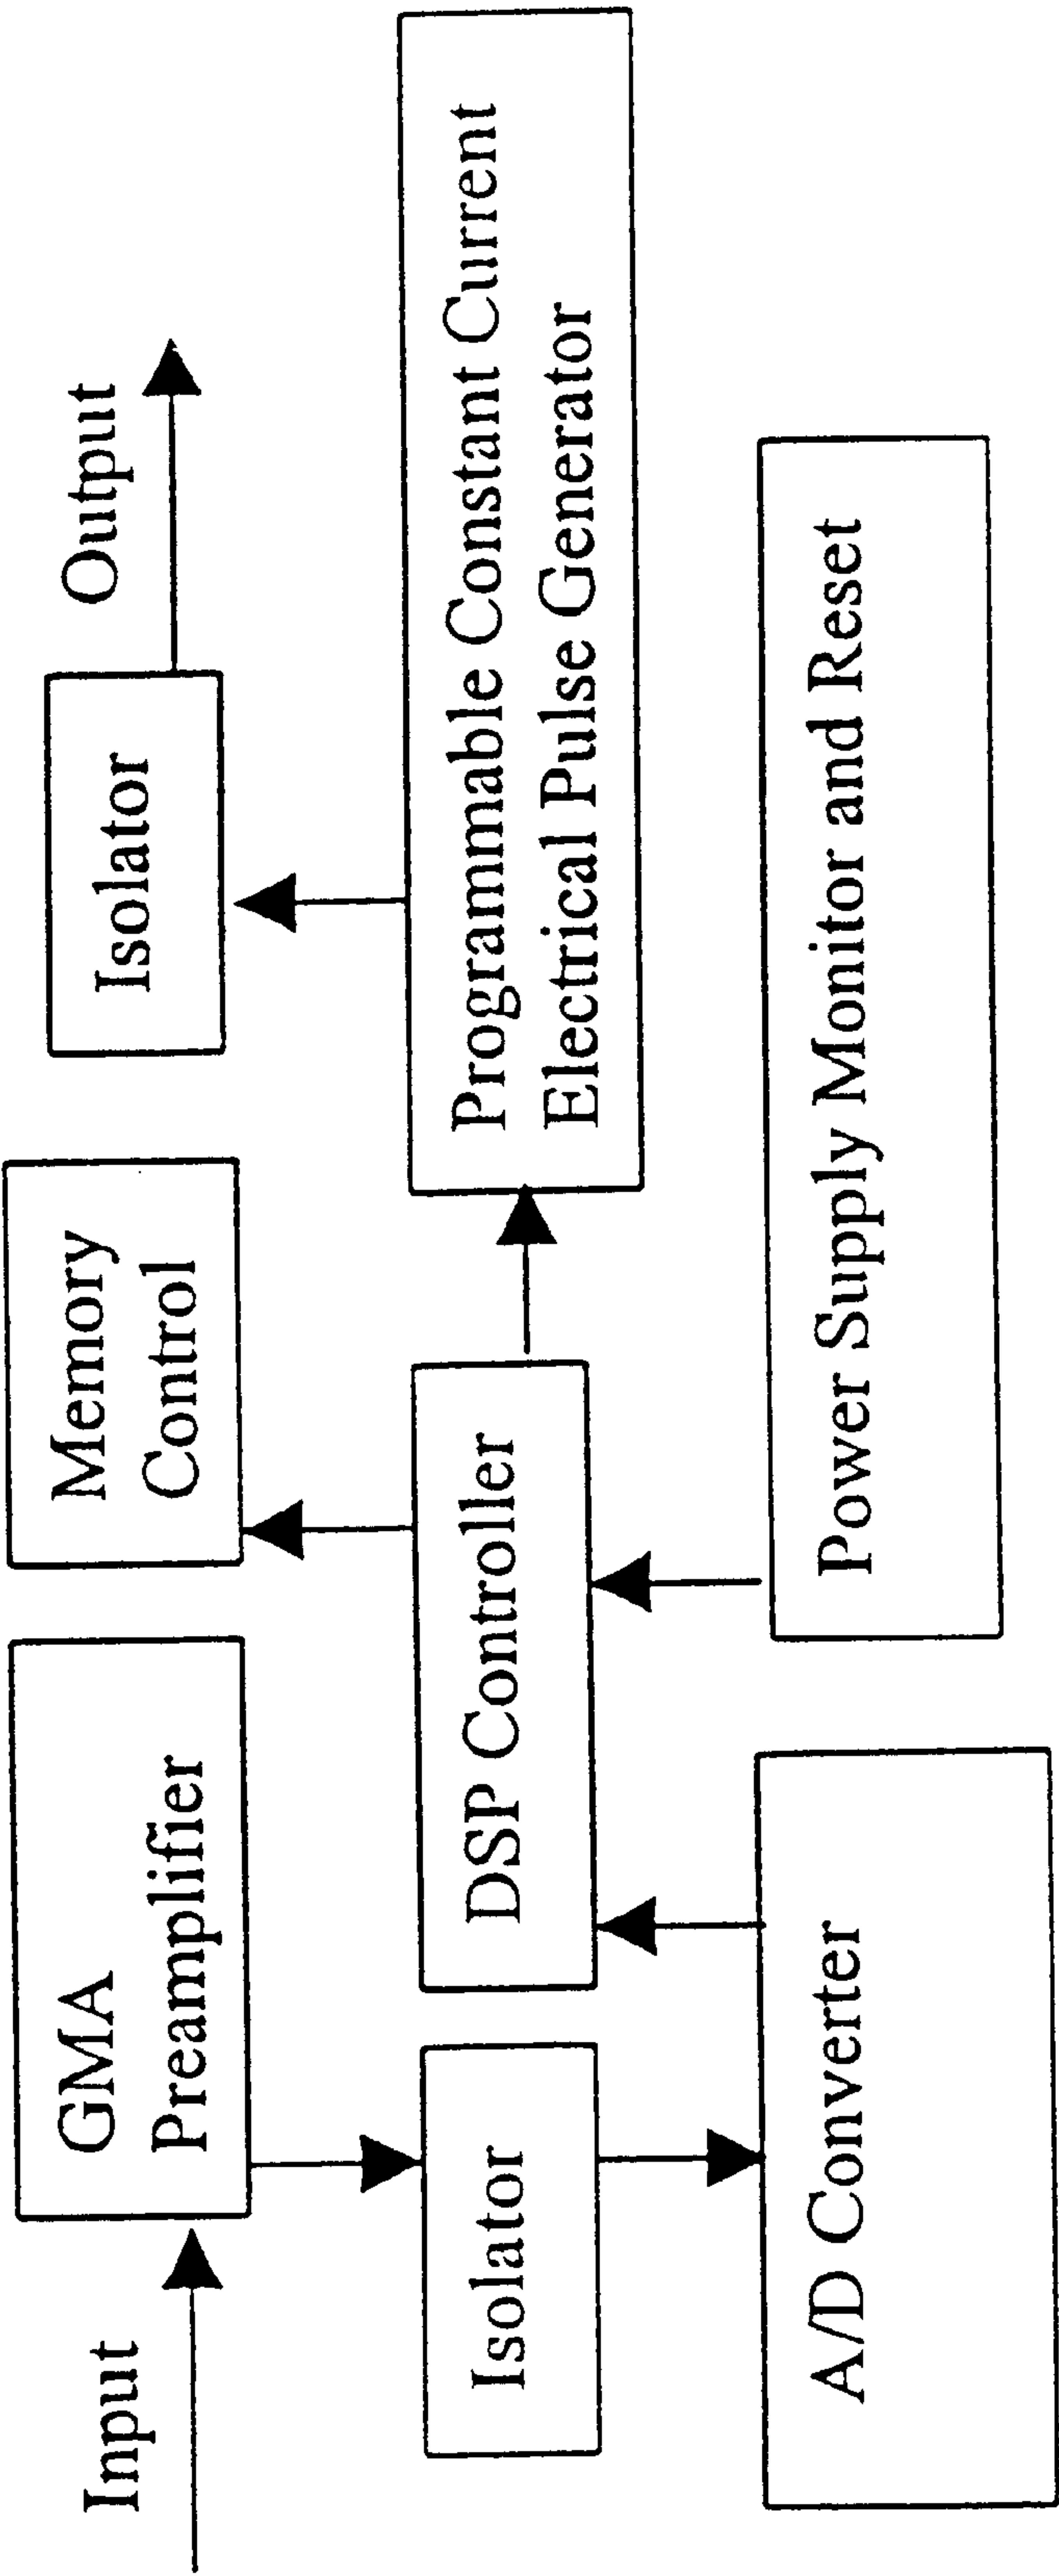 Input
GMA
Preamplifier
Memory
Control
Isolator
Output
Isolator
DSP Controller
Programmable Constant Current
Electrical Pulse Generator
A/D Converter
Power Supply Monitor and Reset